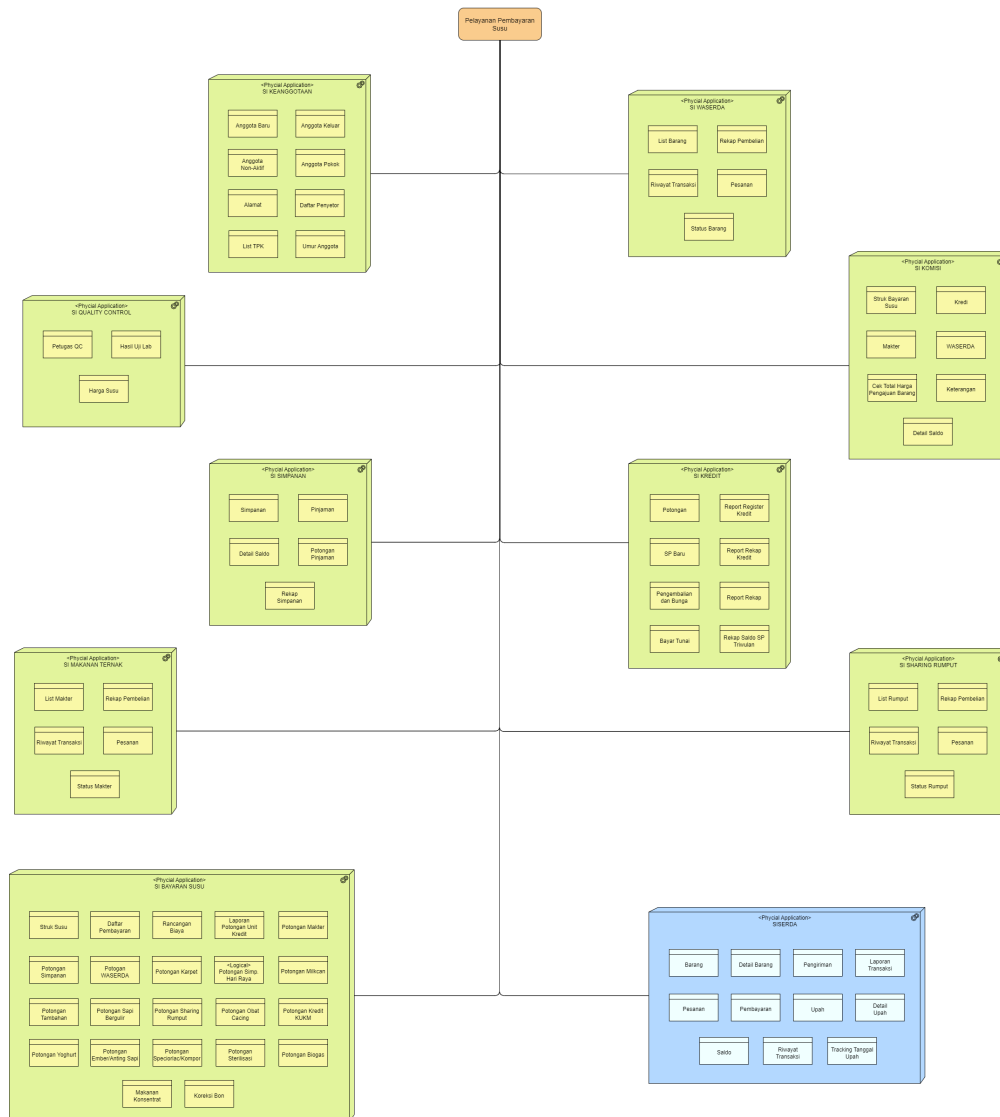 Pelayanan Pembayaran
Susu
<Phycial Application>
SI KEANGGOTAAN
Anggota Baru
Anggota Keluar
Anggota
Non-Aktif
Anggota Pokok
Alamat
Daftar Penyetor
List TPK
Umur Anggota
<Phycial Application>
SI WASERDA
List Barang
Rekap Pembelian
Riwayat Transaksi
Pesanan
Status Barang
<Phycial Application>
SI QUALITY CONTROL
Petugas QC
Hasil Uji Lab
Harga Susu
<Phycial Application>
SI KOMISI
Struk Bayaran
Susu
Kredi
Makter
WASERDA
Cek Total Harga
Pengajuan Barang
Keterangan
Detail Saldo
<Phycial Application>
SI SIMPANAN
Simpanan
Pinjaman
Detail Saldo
Potongan
Pinjaman
Rekap
Simpanan
<Phycial Application>
SI KREDIT
Potongan
Report Register
Kredit
SP Baru
Report Rekap
Kredit
Pengembalian
dan Bunga
Report Rekap
Bayar Tunai
Rekap Saldo SP
Triwulan
<Phycial Application>
SI MAKANAN TERNAK
List Makter
Rekap Pembelian
Riwayat Transaksi
Pesanan
Status Makter
<Phycial Application>
SI SHARING RUMPUT
List Rumput
Rekap Pembelian
Riwayat Transaksi
Pesanan
Status Rumput
<Phycial Application>
SI BAYARAN SUSU
Struk Susu
Daftar
Pembayaran
Rancangan
Biaya
Laporan
Potongan Unit
Kredit
Potongan Makter
Potongan
Simpanan
Potogan
WASERDA
Potongan Karpet
<Logical>
Potongan Simp.
Hari Raya
Potongan Milkcan
Potongan
Tambahan
Potongan Sapi
Bergulir
Potongan Sharing
Rumput
Potongan Obat
Cacing
Potongan Kredit
KUKM
Potongan Yoghurt
Potongan
Ember/Anting Sapi
Potongan
Specioriac/Kompor
Potongan
Sterilisasi
Potongan Biogas
Makanan
Konsentrat
Koreksi Bon
<Phycial Application>
SISERDA
Barang
Detail Barang
Pengiriman
Laporan
Transaksi
Pesanan
Pembayaran
Upah
Detail
Upah
Saldo
Riwayat
Transaksi
Tracking Tanggal
Upah